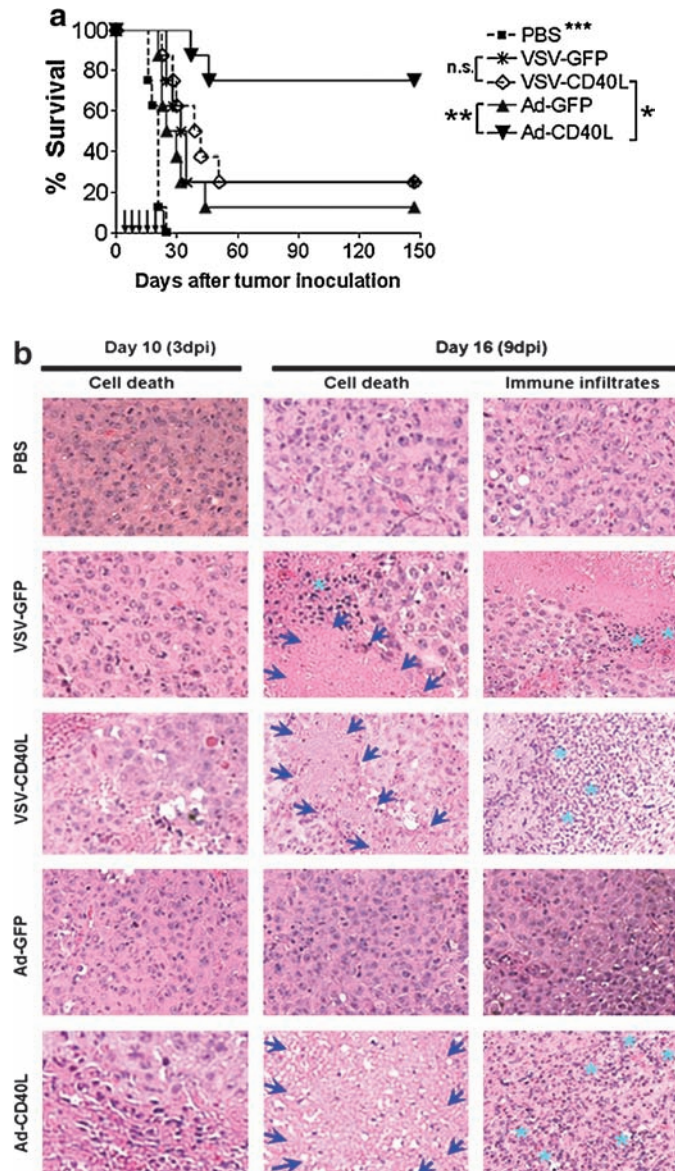 a
% Survival
100
80
60
40
20
0
0 30 60 90 120 150
Days after tumor inoculation
PBS ***
n.s.
VSV-GFP
VSV-CD40L
**
Ad-GFP
Ad-CD40L
*
b
Day 10 (3dpi) Day 16 (9dpi)
Cell death Cell death Immune infiltrates
PBS
VSV-GFP
VSV-CD40L
Ad-GFP
Ad-CD40L